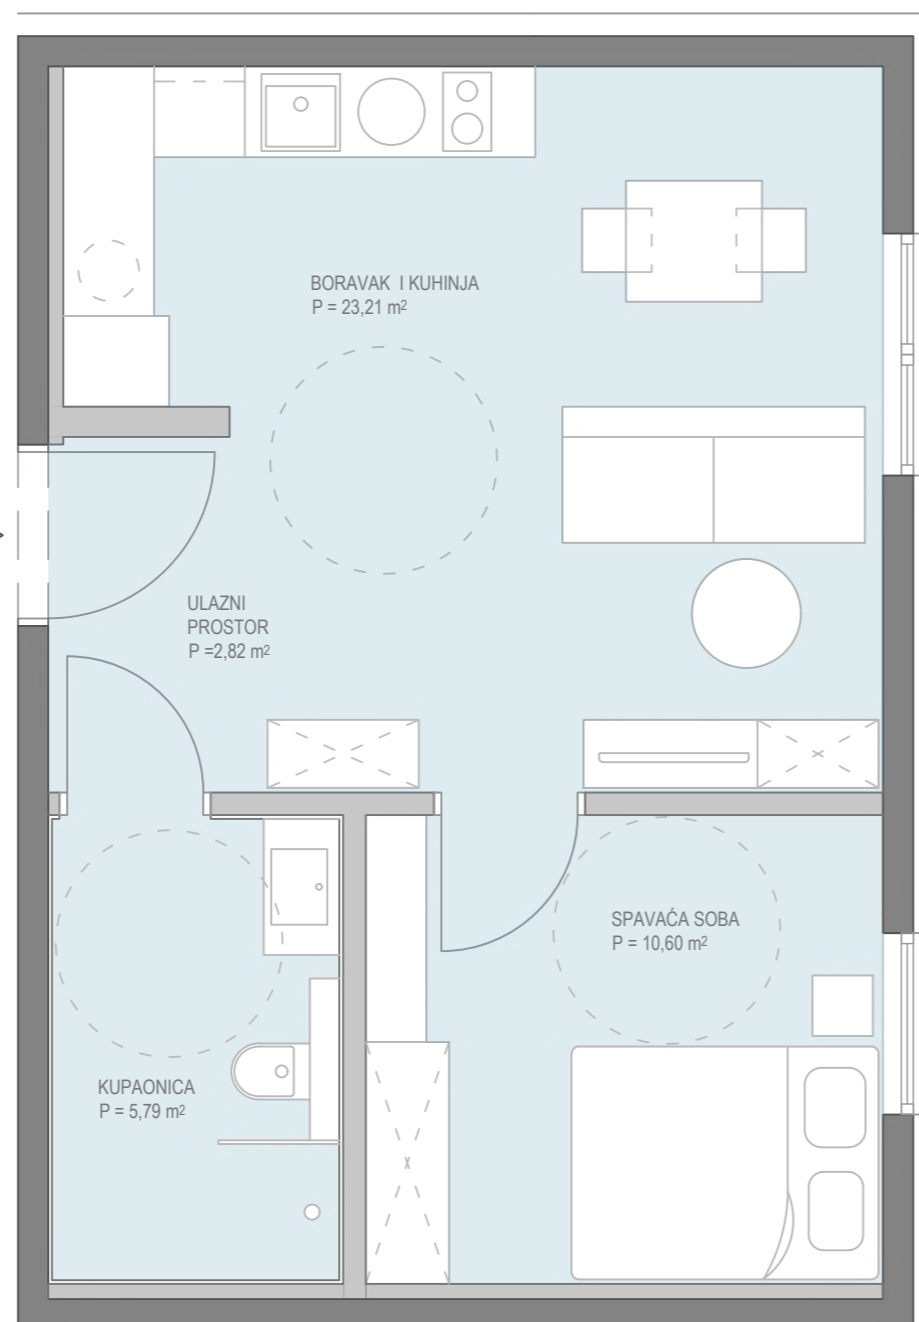 BORAVAK I KUHINJA
P = 23,21 m²
ULAZNI
PROSTOR
P =2,82 m²
SPAVAĆA SOBA
P = 10,60 m²
KUPAONICA
P = 5,79 m²